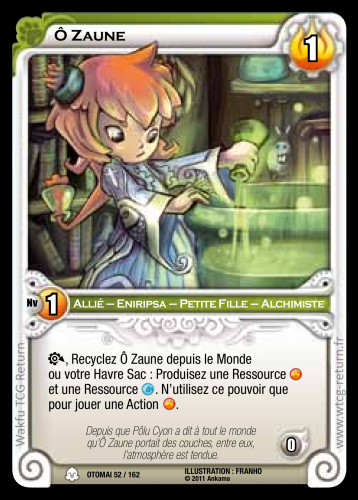 Ô Zaune
1
Nv 1 Allié – Eniripsa – Petite Fille – Alchimiste
, Recyclez Ô Zaune depuis le Monde
ou votre Havre Sac : Produisez une Ressource
et une Ressource . N'utilisez ce pouvoir que
pour jouer une Action .
Depuis que Pôlu Cyon a dit à tout le monde
qu'Ô Zaune portait des couches, entre eux,
l'atmosphère est tendue.
0
OTOMAI 52 / 162
ILLUSTRATION : FRANHO
© 2011 Ankama
Wakfu TCG Return
www.wtcg-return.fr